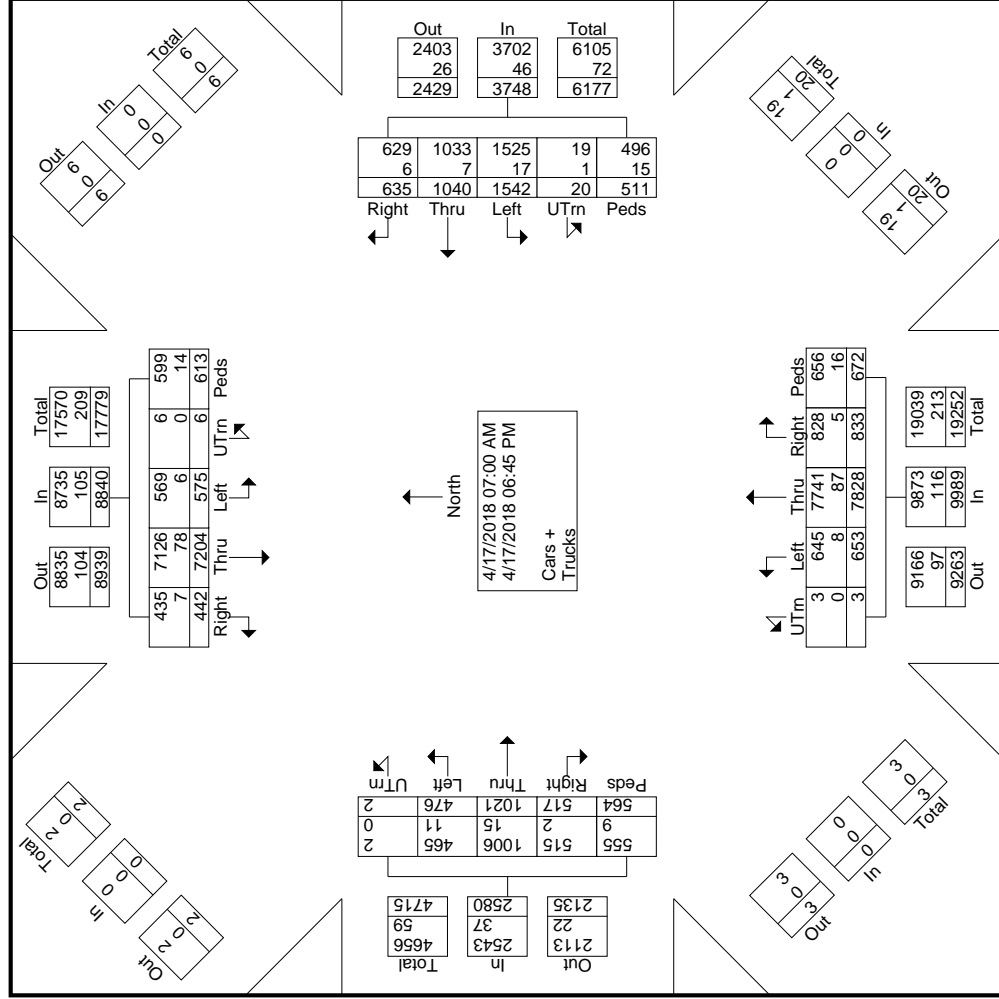 Out In Total
2403 3702 6105
26 46 72
2429 3748 6177
629 1033 1525 19 496
6 7 17 1 15
635 1040 1542 20 511
Right Thru Left UTrn Peds
Out In Total
6 0 6
0 0 0
6 0 6
19 0 19
1 0 1
20 0 20
Out In Total
Out In Total
8835 8735 17570
104 105 209
8939 8840 17779
435 7126 569 6 599
7 78 6 0 14
442 7204 575 6 613
Right Thru Left UTrn Peds
North
4/17/2018 07:00 AM
4/17/2018 06:45 PM
Cars +
Trucks
UTrn Left Thru Right Peds
3 645 7741 828 656
0 8 87 5 16
3 653 7828 833 672
9166 9873 19039
97 116 213
9263 9989 19252
Out In Total
Peds Right Thru Left UTrn
555 515 1006 465 2
9 2 15 11 0
564 517 1021 476 2
2113 2543 4656
22 37 59
2135 2580 4715
Out In Total
2 0 2
0 0 0
2 0 2
Out In Total
3 0 3
0 0 0
3 0 3
Out In Total